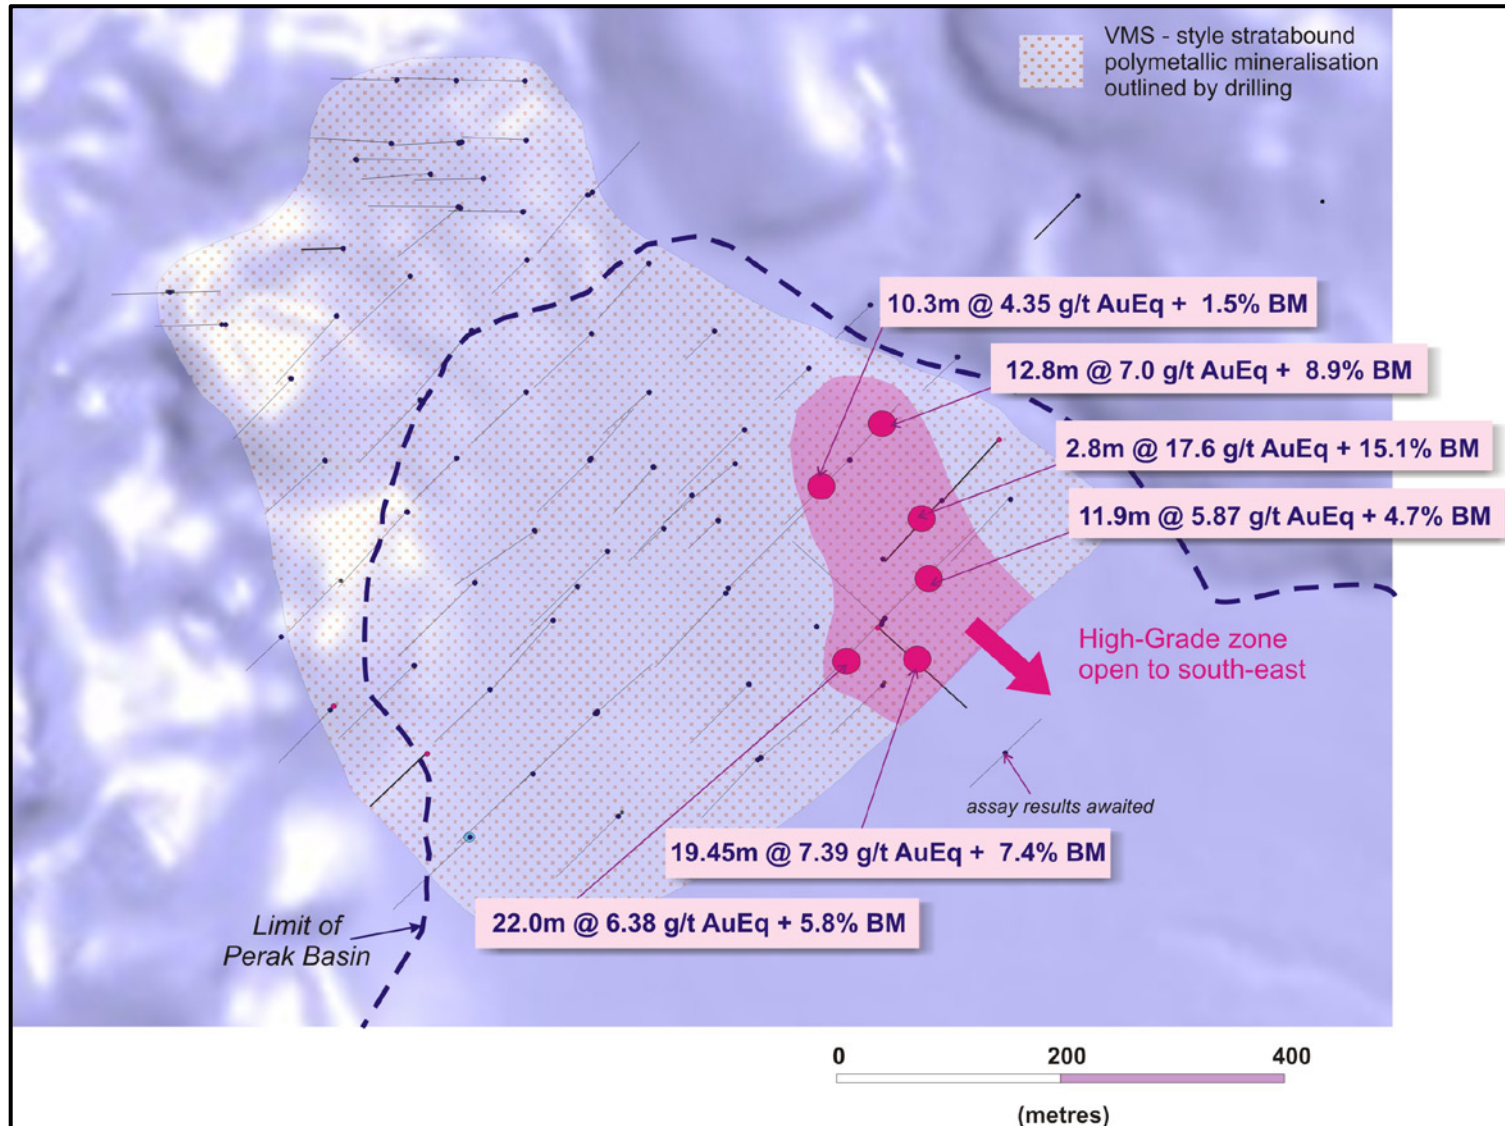 VMS - style stratabound
polymetallic mineralisation
outlined by drilling
10.3m @ 4.35 g/t AuEq + 1.5% BM
12.8m @ 7.0 g/t AuEq + 8.9% BM
2.8m @ 17.6 g/t AuEq + 15.1% BM
11.9m @ 5.87 g/t AuEq + 4.7% BM
High-Grade zone
open to south-east
assay results awaited
19.45m @ 7.39 g/t AuEq + 7.4% BM
22.0m @ 6.38 g/t AuEq + 5.8% BM
Limit of
Perak Basin
0 200 400
(metres)